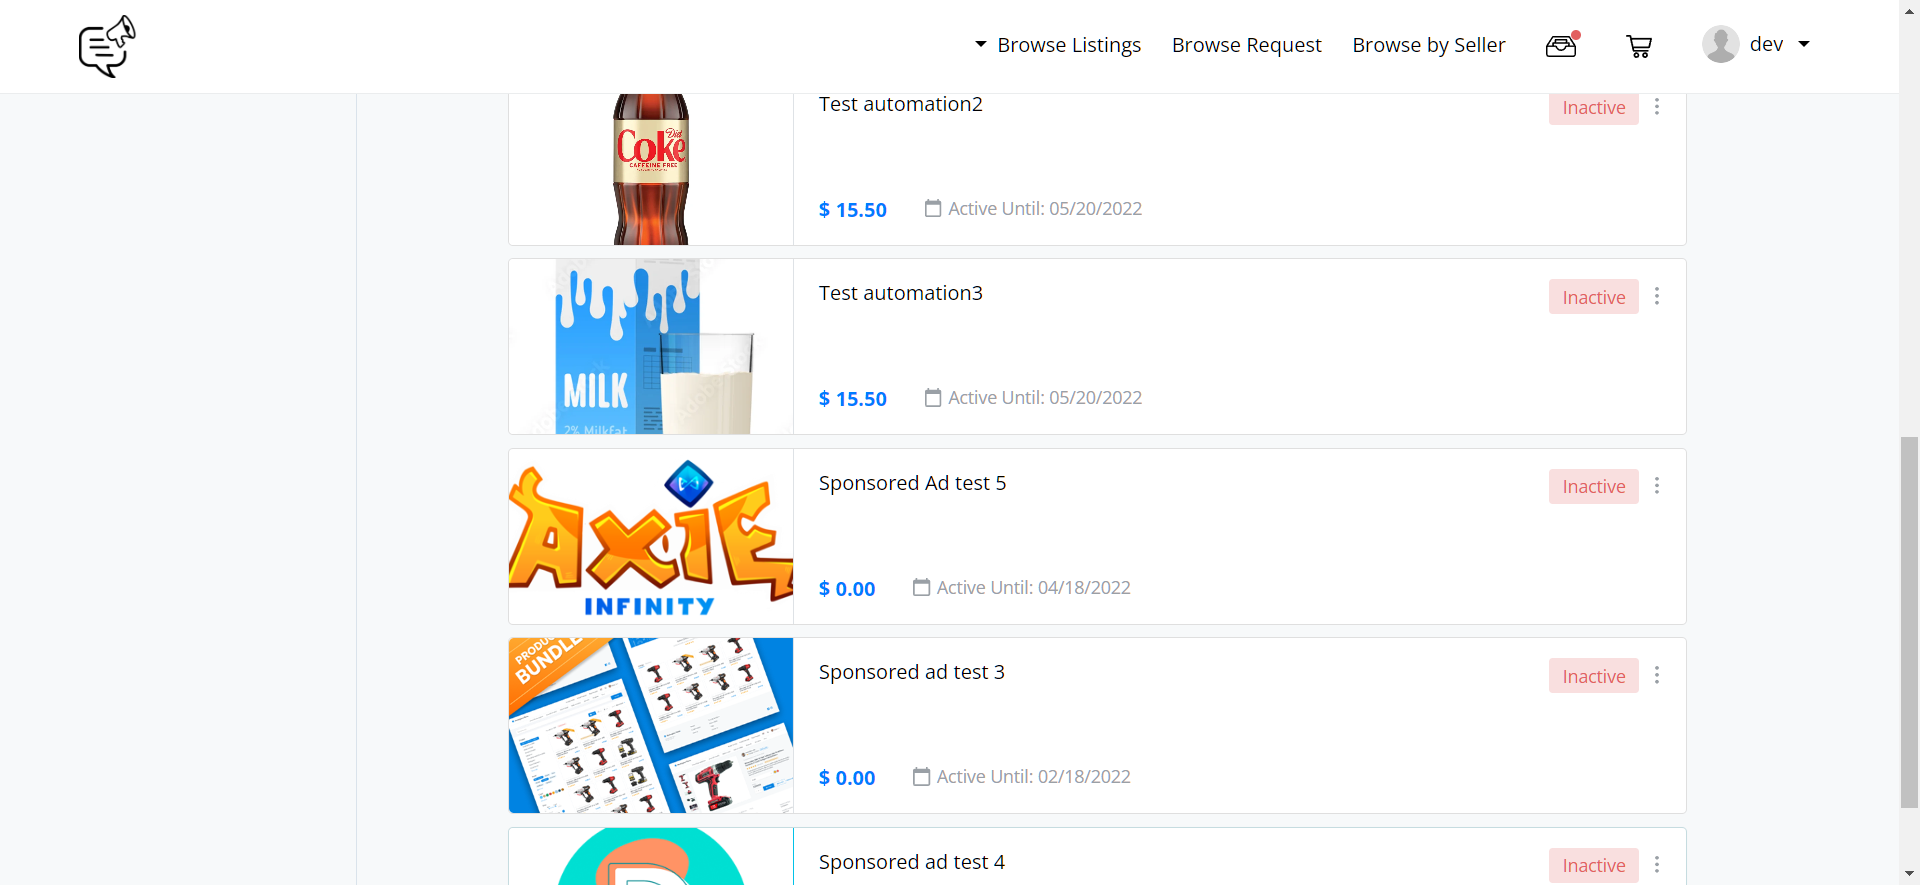 Browse Listings
Browse Request
Browse by Seller
dev
Test automation2
Inactive
Diet
Coke
CAFFEINE FREE
$ 15.50
Active Until: 05/20/2022
Test automation3
Inactive
MILK
2% Milkfat
$ 15.50
Active Until: 05/20/2022
Sponsored Ad test 5
Inactive
AXIE
INFINITY
$ 0.00
Active Until: 04/18/2022
Sponsored ad test 3
Inactive
BUNDLE
$ 0.00
Active Until: 02/18/2022
Sponsored ad test 4
Inactive